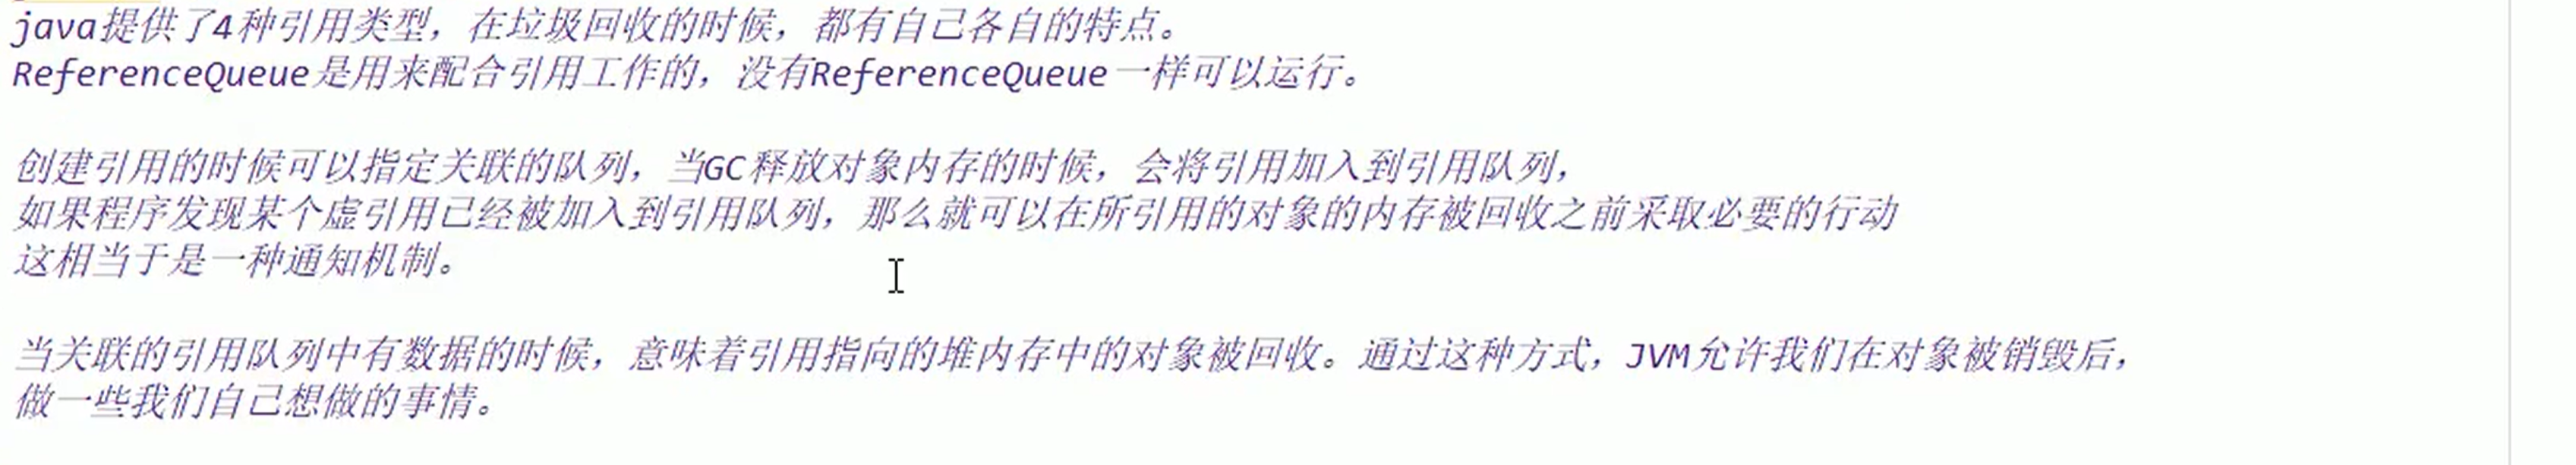 java提供了4种引用类型，在垃圾回收的时候，都有自己各自的特点。
ReferenceQueue是用来配合引用工作的，没有ReferenceQueue一样可以运行。
创建引用的时候可以指定关联的队列，当GC释放对象内存的时候，会将引用加入到引用队列，
如果程序发现某个虚引用已经被加入到引用队列，那么就可以在所引用的对象的内存被回收之前采取必要的行动
这相当于是一种通知机制。
当关联的引用队列中有数据的时候，意味着引用指向的堆内存中的对象被回收。通过这种方式，JVM允许我们在对象被销毁后，
做一些我们自己想做的事情。